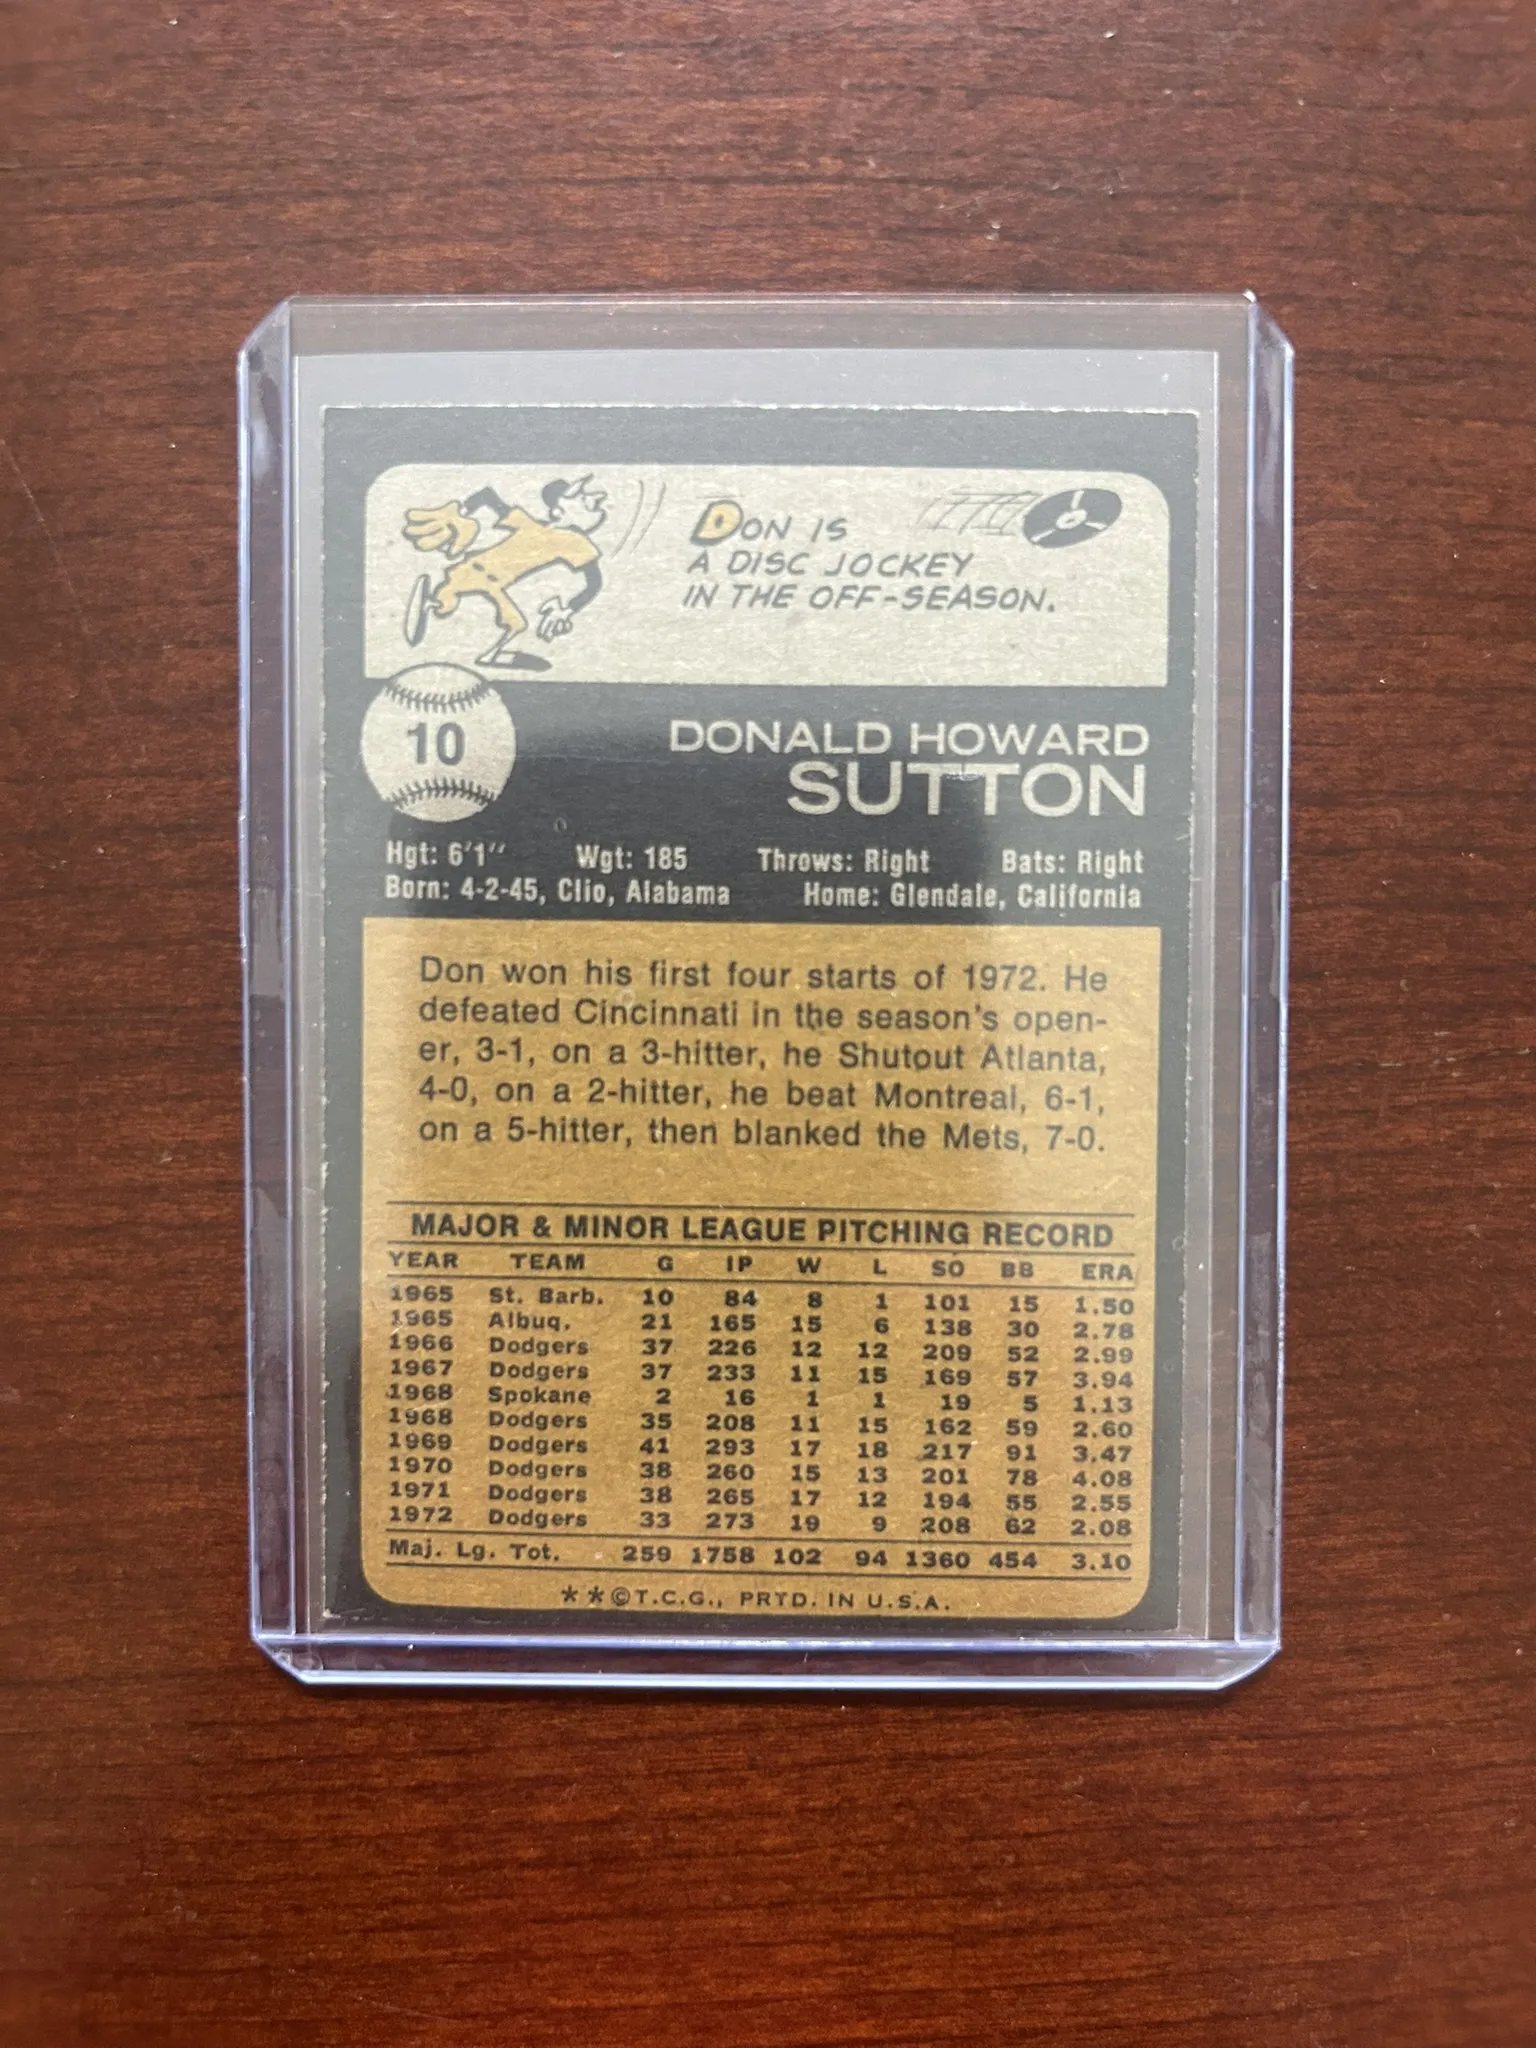 DON IS
A DISC JOCKEY
IN THE OFF-SEASON.
10
DONALD HOWARD
SUTTON
Hgt: 6'1" Wgt: 185 Throws: Right Bats: Right
Born: 4-2-45, Clio, Alabama Home: Glendale, California
Don won his first four starts of 1972. He
defeated Cincinnati in the season's open-
er, 3-1, on a 3-hitter, he Shutout Atlanta,
4-0, on a 2-hitter, he beat Montreal, 6-1,
on a 5-hitter, then blanked the Mets, 7-0.
MAJOR & MINOR LEAGUE PITCHING RECORD
YEAR TEAM G IP W L SO BB ERA
1965 St. Barb. 10 84 8 1 101 15 1.50
1965 Albuq. 21 165 15 6 138 30 2.78
1966 Dodgers 37 226 12 12 209 52 2.99
1967 Dodgers 37 233 11 15 169 57 3.94
1968 Spokane 2 16 1 1 19 5 1.13
1968 Dodgers 35 208 11 15 162 59 2.60
1969 Dodgers 41 293 17 18 217 91 3.47
1970 Dodgers 38 260 15 13 201 78 4.08
1971 Dodgers 38 265 17 12 194 55 2.55
1972 Dodgers 33 273 19 9 208 62 2.08
Maj. Lg. Tot. 259 1758 102 94 1360 454 3.10
**©T.C.G., PRTD. IN U.S.A.